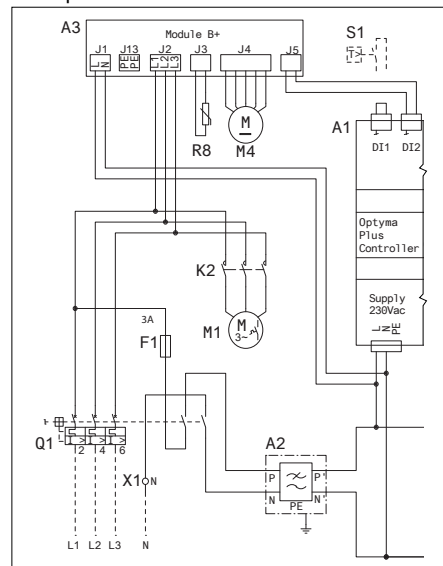 A3
Module B+
J1
J13
J2
J3
J4
J5
L
N
PE
PE
L1
L2
L3
S1
T>
A1
DI1
DI2
R8
M
M4
Optyma
Plus
Controller
K2
Supply
230Vac
L
N
PE
3A
F1
M1
M
3~
Q1
I>
I>
I>
2
4
6
A2
X1
N
P
P'
N
N'
PE
L1
L2
L3
N